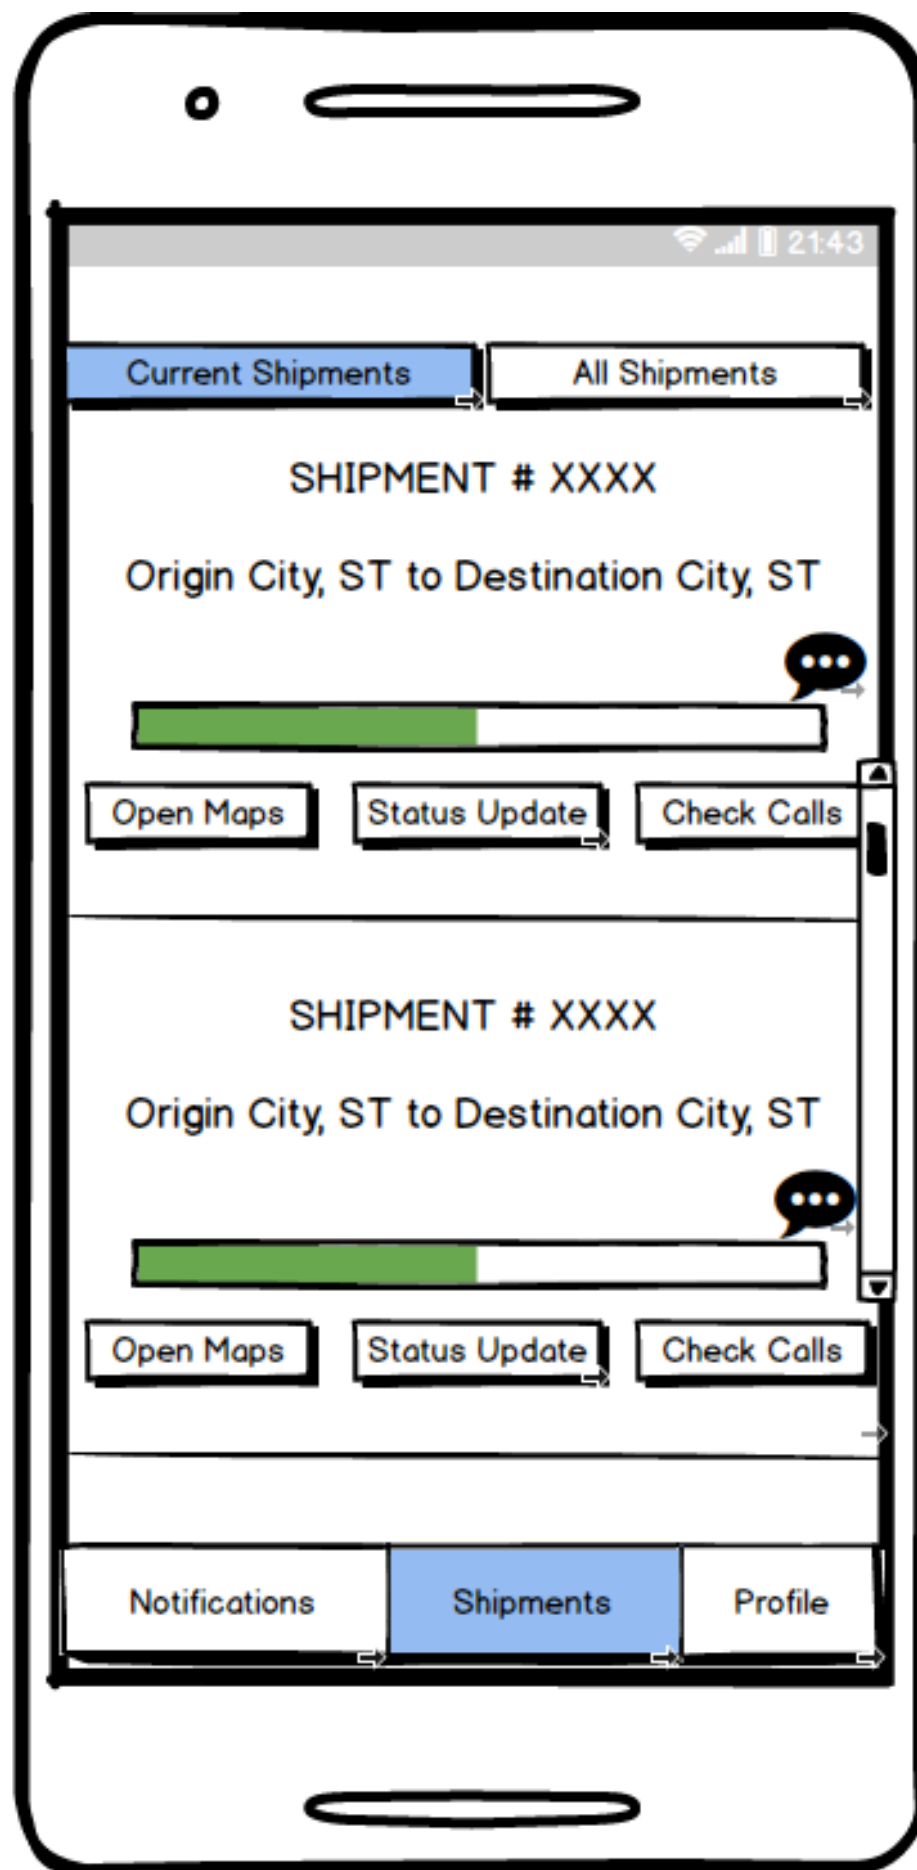 21:43
Current Shipments All Shipments
SHIPMENT # XXXX
Origin City, ST to Destination City, ST
Open Maps Status Update Check Calls
SHIPMENT # XXXX
Origin City, ST to Destination City, ST
Open Maps Status Update Check Calls
Notifications Shipments Profile